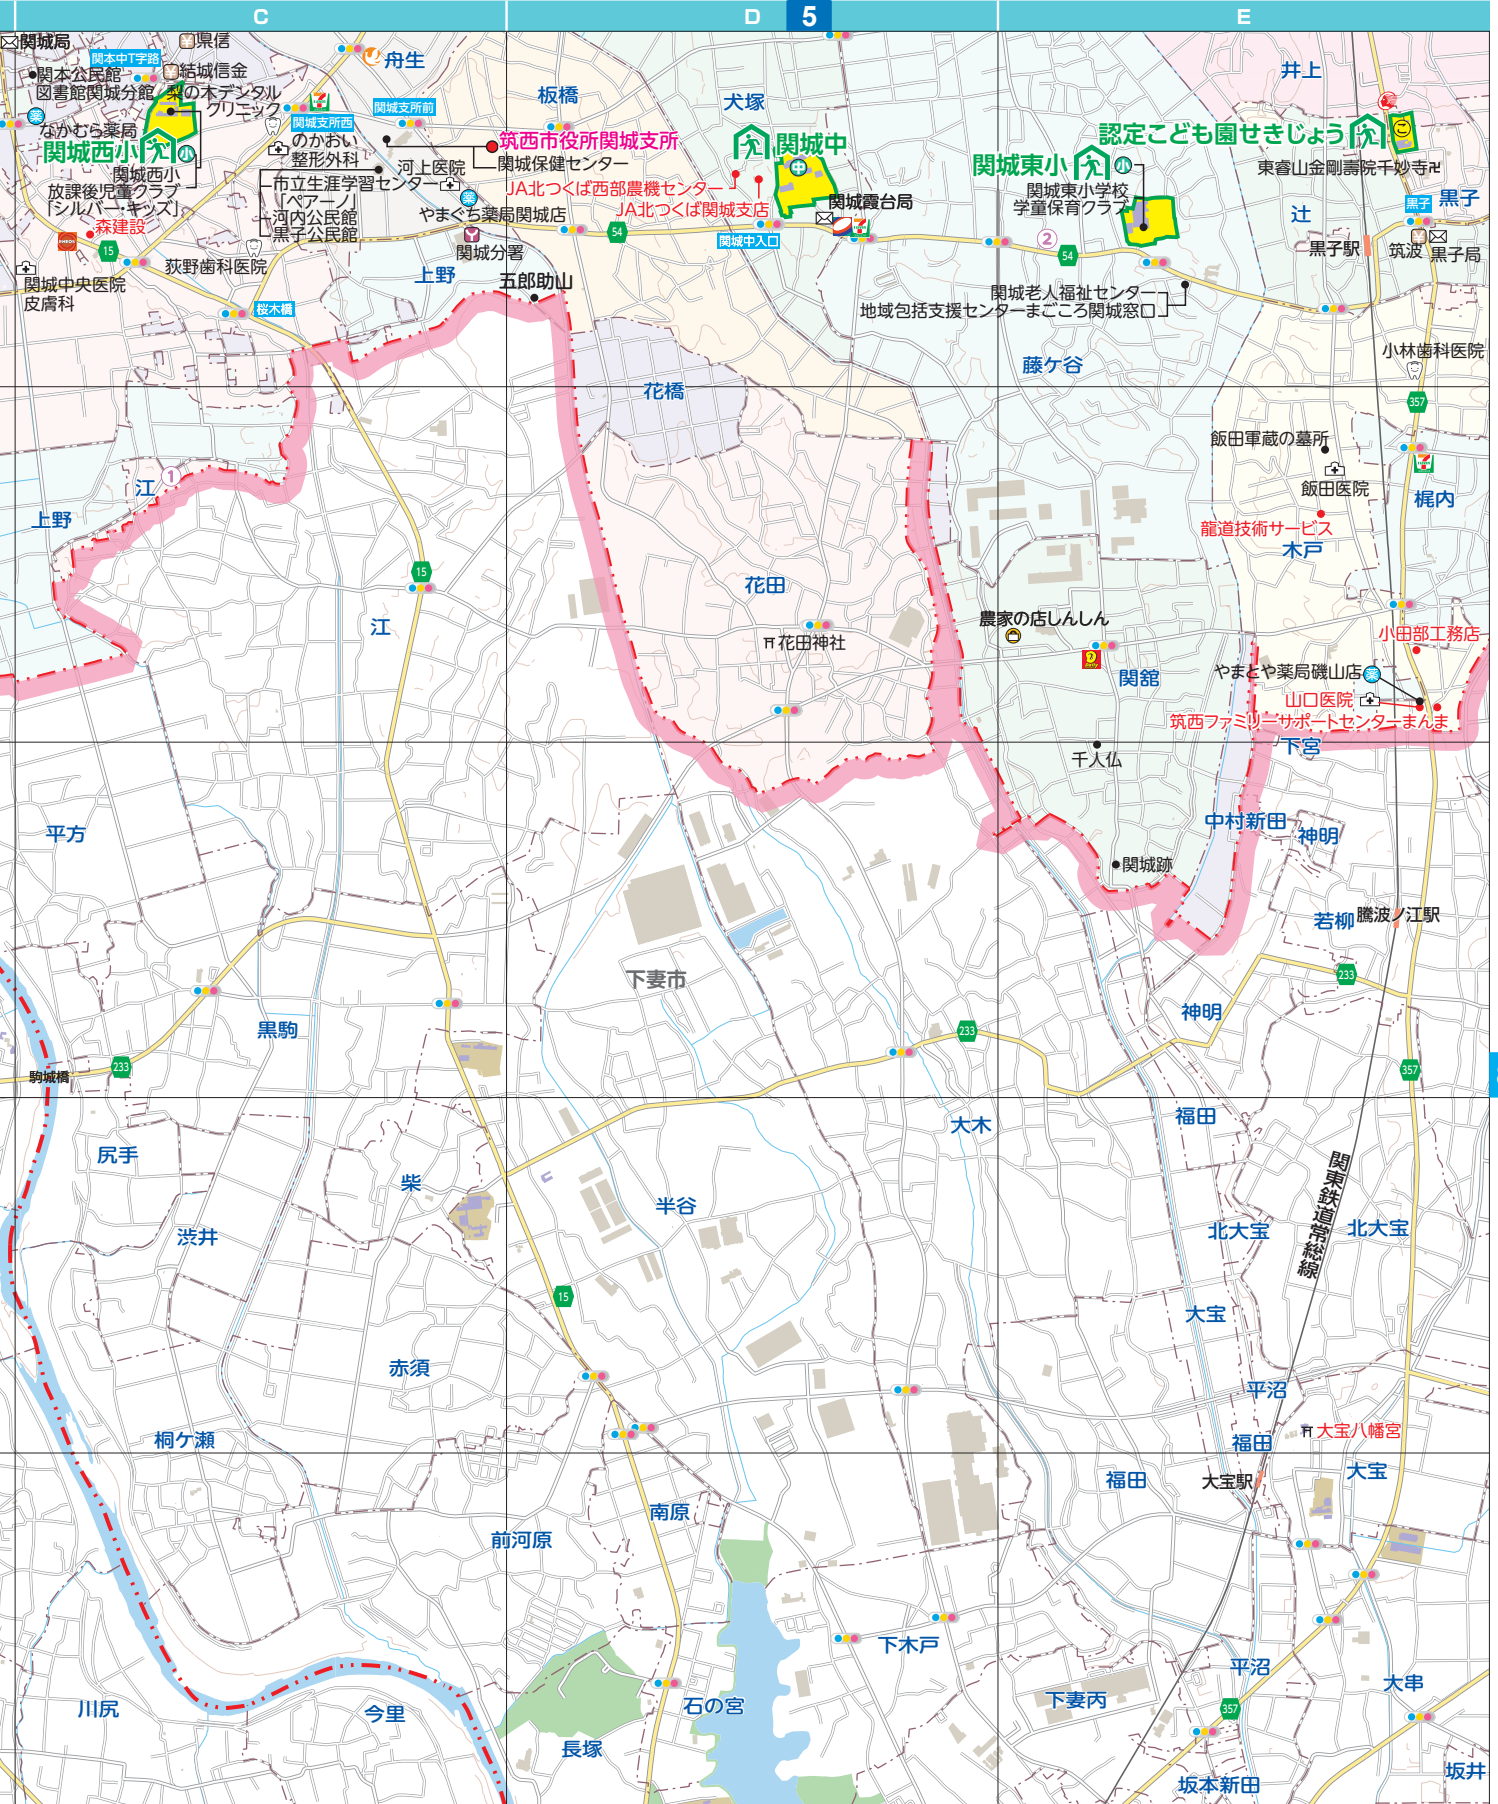 C
D
5
E
関城局
県信
関本中T字路
舟生
関本公民館
図書館関城分館
結城信金
梨の木デンタル
クリニック
板橋
犬塚
井上
なかむら薬局
関城支所西
関城支所前
関城西小
のかおい
整形外科
河上医院
筑西市役所関城支所
関城保健センター
関城中
認定こども園せきじょう
関城東小
東睿山金剛壽院千妙寺
関城西小
放課後児童クラブ
「シルバー・キッズ」
市立生涯学習センター
「ペアーノ」
河内公民館
黒子公民館
やまぐち薬局関城店
JA北つくば西部農機センター
JA北つくば関城支店
関城霞台局
関城東小学校
学童保育クラブ
辻
黒子
黒子
森建設
15
荻野歯科医院
関城分署
54
関城中入口
2
54
黒子駅
筑波
黒子局
関城中央医院
皮膚科
上野
五郎助山
桜木橋
関城老人福祉センター
地域包括支援センターまごころ関城窓口
藤ケ谷
小林歯科医院
花橋
357
飯田軍蔵の墓所
飯田医院
梶内
江
1
上野
龍道技術サービス
木戸
15
花田
江
花田神社
農家の店しんしん
関舘
小田部工務店
やまとや薬局磯山店
山口医院
筑西ファミリーサポートセンターまんま
下宮
千人仏
平方
中村新田
神明
関城跡
若柳
騰波ノ江駅
下妻市
233
神明
黒駒
233
233
駒城橋
357
大木
福田
尻手
柴
半谷
関東鉄道常総線
渋井
北大宝
北大宝
15
大宝
赤須
平沼
桐ケ瀬
福田
大宝八幡宮
大宝駅
大宝
福田
南原
前河原
下木戸
平沼
大串
川尻
今里
石の宮
下妻丙
357
長塚
坂本新田
坂井